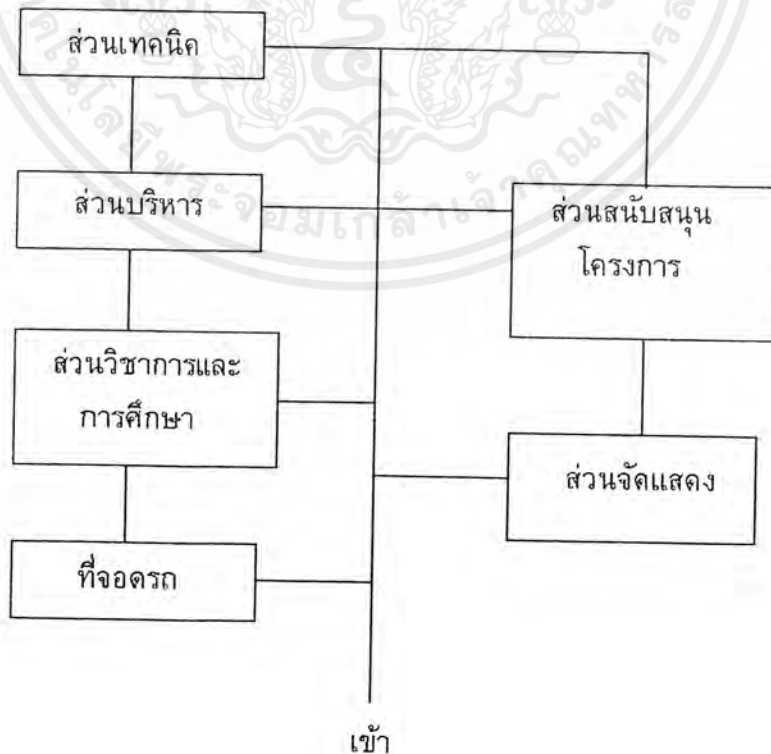 ส่วนเทคนิค
ส่วนบริหาร
ส่วนสนับสนุน
โครงการ
ส่วนวิชาการและ
การศึกษา
ส่วนจัดแสดง
ที่จอดรถ
เข้า